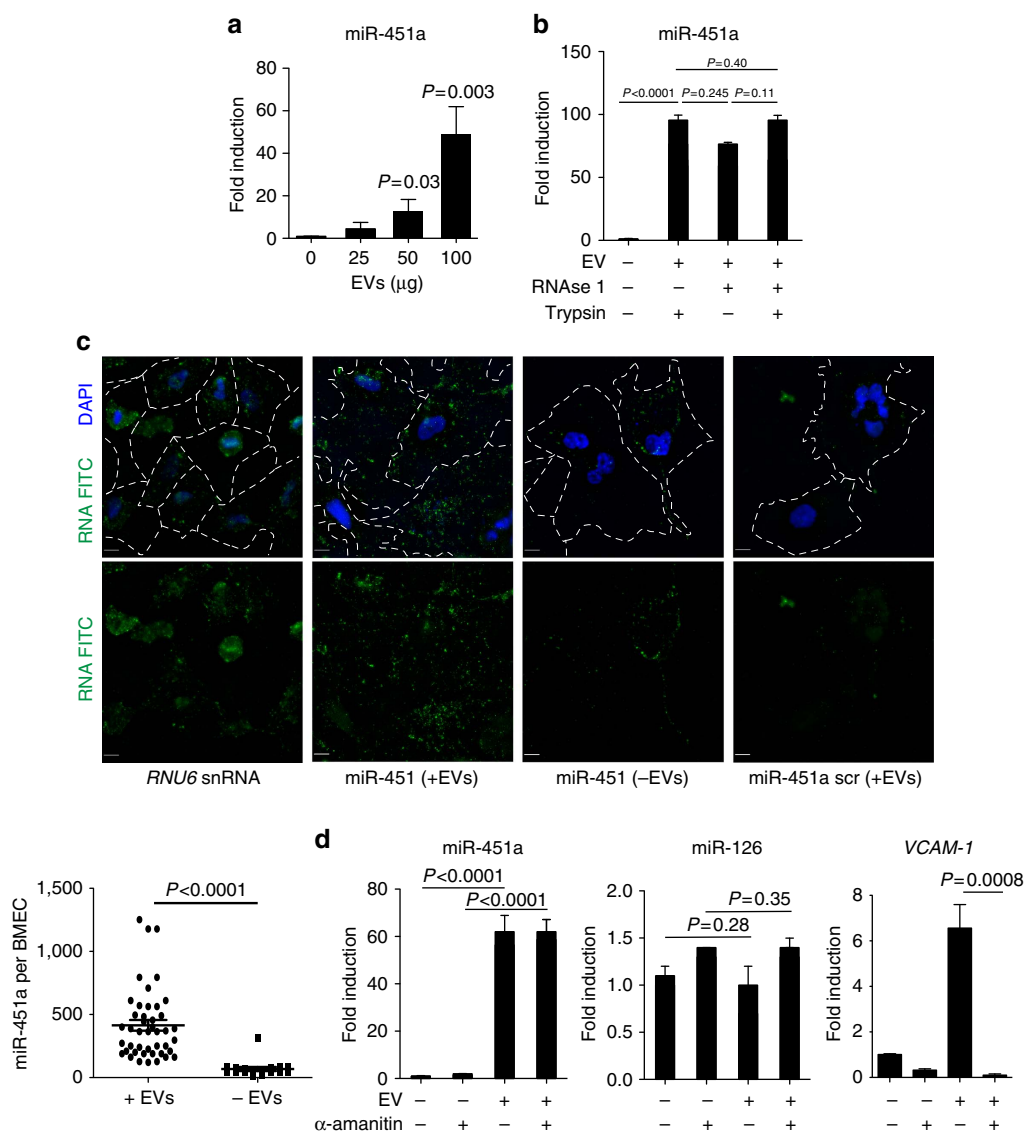 a
miR-451a
Fold induction
80
60
40
20
0
P=0.03
P=0.003
0 25 50 100
EVs (μg)
b
miR-451a
Fold induction
150
100
50
0
P=0.40
P<0.0001 P=0.245 P=0.11
EV – + + +
RNAse 1 – – + +
Trypsin – + – +
c
RNA FITC DAPI
RNA FITC
RNU6 snRNA
miR-451 (+EVs)
miR-451 (–EVs)
miR-451a scr (+EVs)
miR-451a per BMEC
1,500
1,000
500
0
P<0.0001
+ EVs – EVs
d
miR-451a
Fold induction
80
60
40
20
0
P<0.0001
P<0.0001
EV – – + +
α-amanitin – + – +
miR-126
Fold induction
2.0
1.5
1.0
0.5
0.0
P=0.35
P=0.28
– – + +
– + – +
VCAM-1
Fold induction
8
6
4
2
0
P=0.0008
– – + +
– + – +